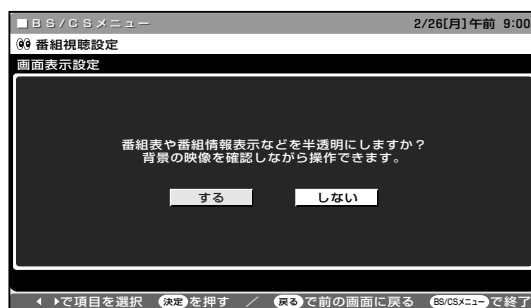 ■BS/CSメニュー 2/26[月]午前 9:00
番組視聴設定
画面表示設定
番組表や番組情報表示などを半透明にしますか？
背景の映像を確認しながら操作できます。
する しない
で項目を選択 決定を押す ／ 戻るで前の画面に戻る BS/CSメニューで終了